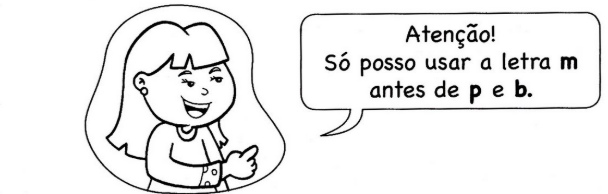 Atenção!
Só posso usar a letra m
antes de p e b.